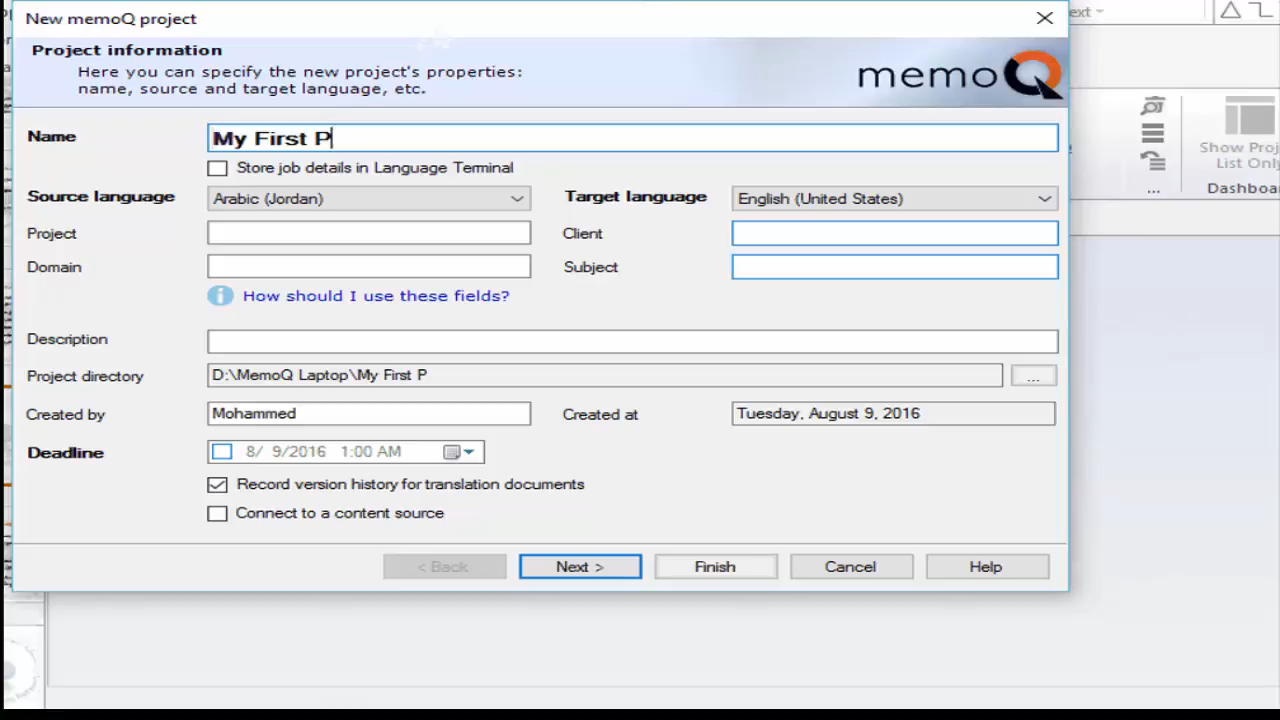 New memoQ project
Project information
Here you can specify the new project's properties:
name, source and target language, etc.
memoQ
Name
My First P
Store job details in Language Terminal
Source language
Arabic (Jordan)
Target language
English (United States)
Project
Client
Domain
Subject
How should I use these fields?
Description
Project directory
D:\MemoQ Laptop\My First P
...
Created by
Mohammed
Created at
Tuesday, August 9, 2016
Deadline
8/ 9/2016 1:00 AM
Record version history for translation documents
Connect to a content source
< Back
Next >
Finish
Cancel
Help
ext
Show Proj
List Only
...
Dashboa